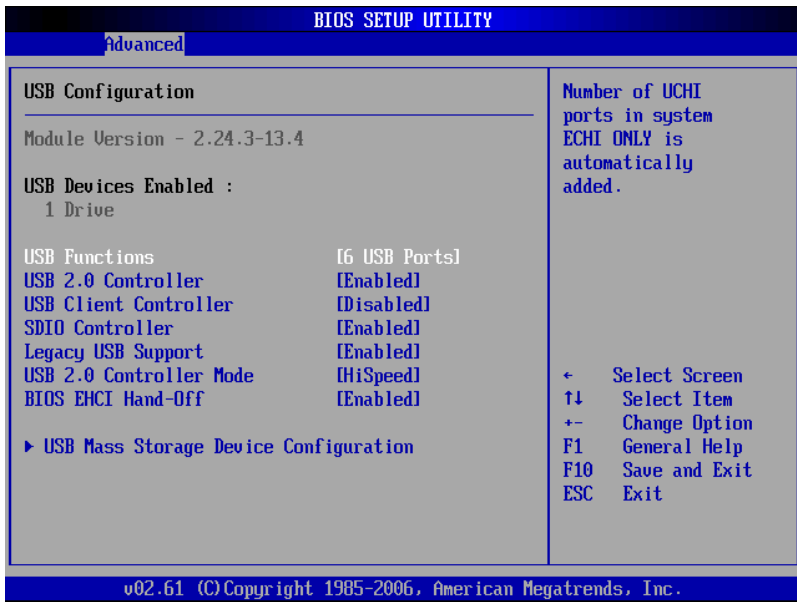 BIOS SETUP UTILITY
Advanced
USB Configuration
Module Version - 2.24.3-13.4
USB Devices Enabled :
1 Drive
USB Functions [6 USB Ports]
USB 2.0 Controller [Enabled]
USB Client Controller [Disabled]
SDIO Controller [Enabled]
Legacy USB Support [Enabled]
USB 2.0 Controller Mode [HiSpeed]
BIOS EHCI Hand-Off [Enabled]
▶ USB Mass Storage Device Configuration
Number of UCHI
ports in system
ECHI ONLY is
automatically
added.
← Select Screen
↑↓ Select Item
+- Change Option
F1 General Help
F10 Save and Exit
ESC Exit
v02.61 (C)Copyright 1985-2006, American Megatrends, Inc.